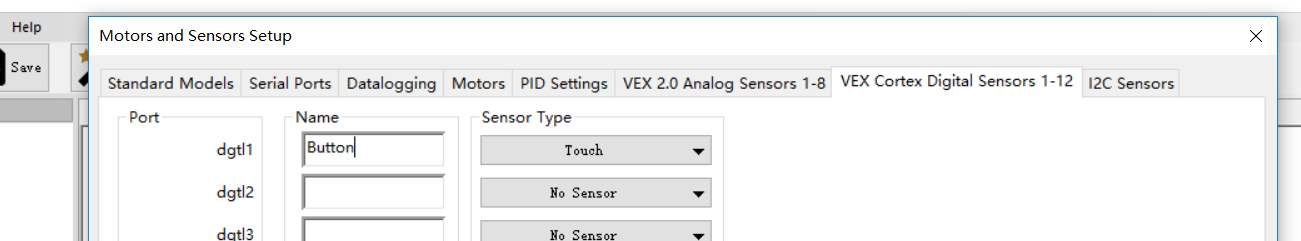 Help
Motors and Sensors Setup
Save
Standard Models Serial Ports Datalogging Motors PID Settings VEX 2.0 Analog Sensors 1-8 VEX Cortex Digital Sensors 1-12 I2C Sensors
Port Name Sensor Type
dgtl1 Button Touch
dgtl2 No Sensor
dgtl3 No Sensor